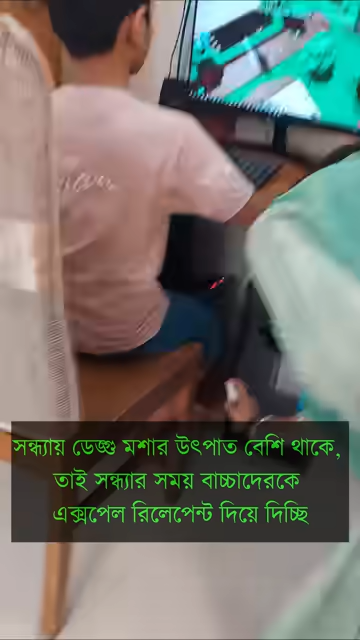 সন্ধ্যায় ডেঙ্গু মশার উৎপাত বেশি থাকে,
তাই সন্ধ্যার সময় বাচ্চাদেরকে
এক্সপেল রিলেপেন্ট দিয়ে দিচ্ছি